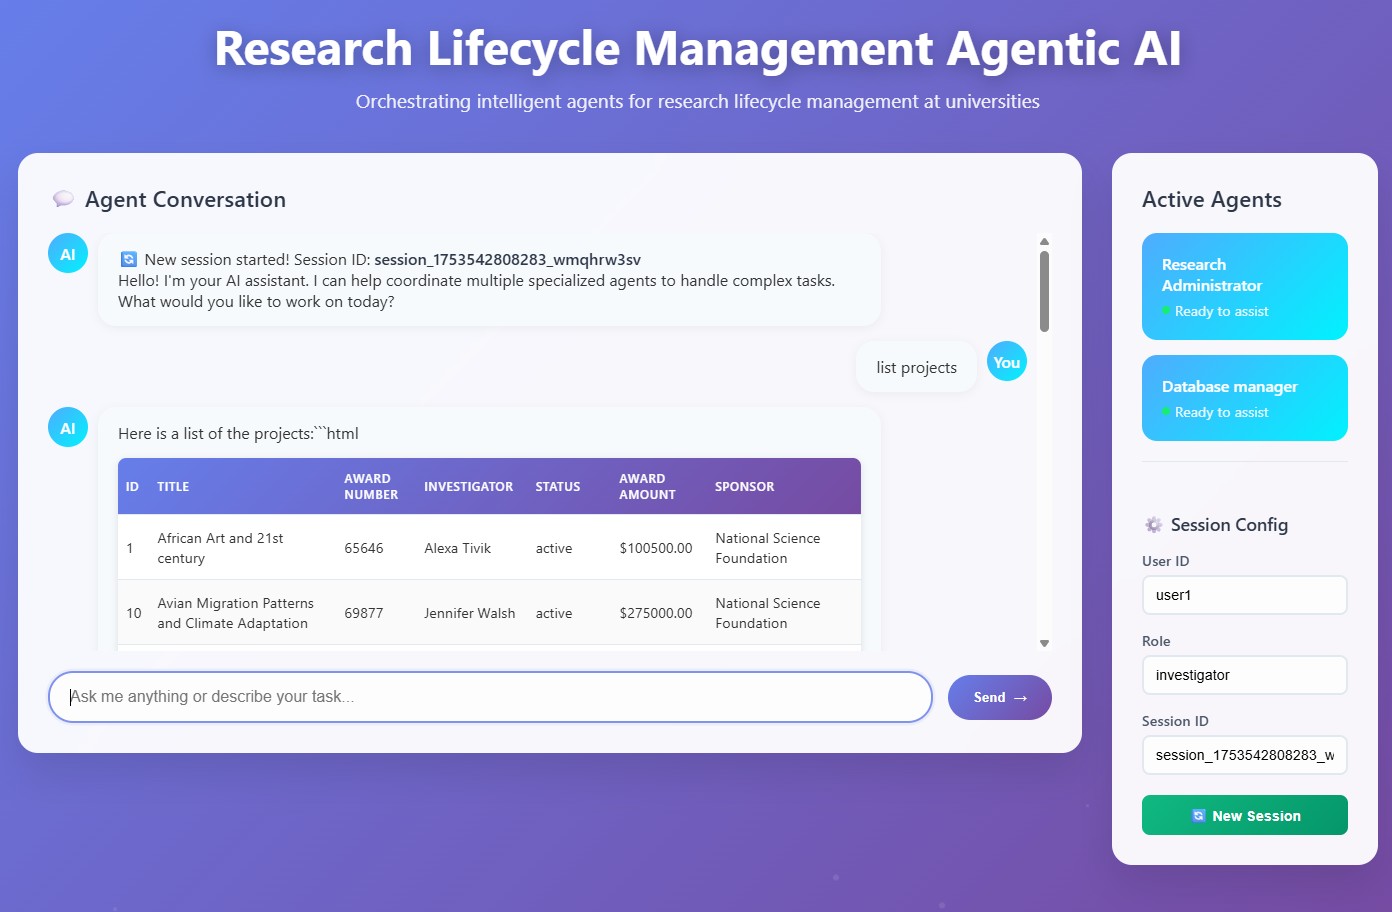 Research Lifecycle Management Agentic AI
Orchestrating intelligent agents for research lifecycle management at universities
Agent Conversation
AI
New session started! Session ID: session_1753542808283_wmqhrw3sv
Hello! I'm your AI assistant. I can help coordinate multiple specialized agents to handle complex tasks.
What would you like to work on today?
list projects
You
AI
Here is a list of the projects:```html
ID TITLE AWARD NUMBER INVESTIGATOR STATUS AWARD AMOUNT SPONSOR
1 African Art and 21st century 65646 Alexa Tivik active $100500.00 National Science Foundation
10 Avian Migration Patterns and Climate Adaptation 69877 Jennifer Walsh active $275000.00 National Science Foundation
Ask me anything or describe your task...
Send →
Active Agents
Research
Administrator
Ready to assist
Database manager
Ready to assist
Session Config
User ID
user1
Role
investigator
Session ID
session_1753542808283_w
New Session